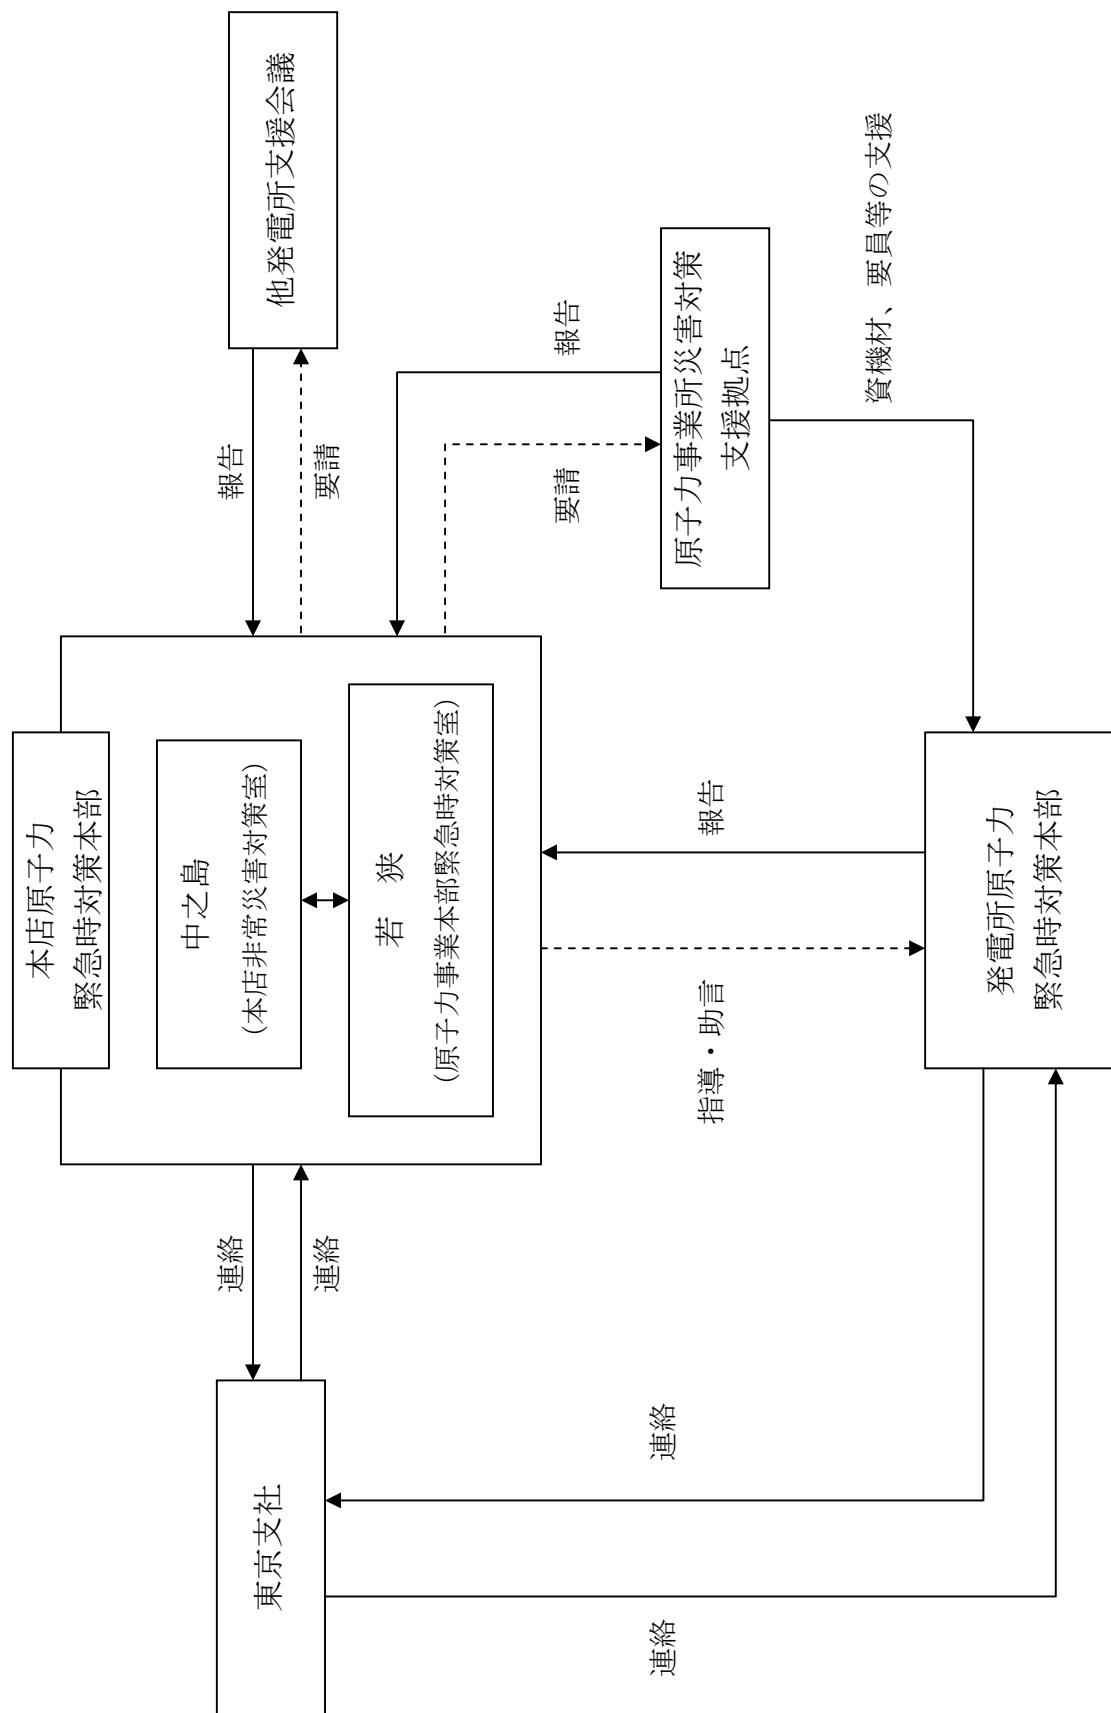 本店原子力
緊急時対策本部
中之島
(本店非常災害対策室)
若 狭
(原子力事業本部緊急時対策室)
東京支社
連絡
連絡
他発電所支援会議
報告
要請
報告
要請
原子力事業所災害対策
支援拠点
資機材、要員等の支援
報告
指導・助言
発電所原子力
緊急時対策本部
連絡
連絡